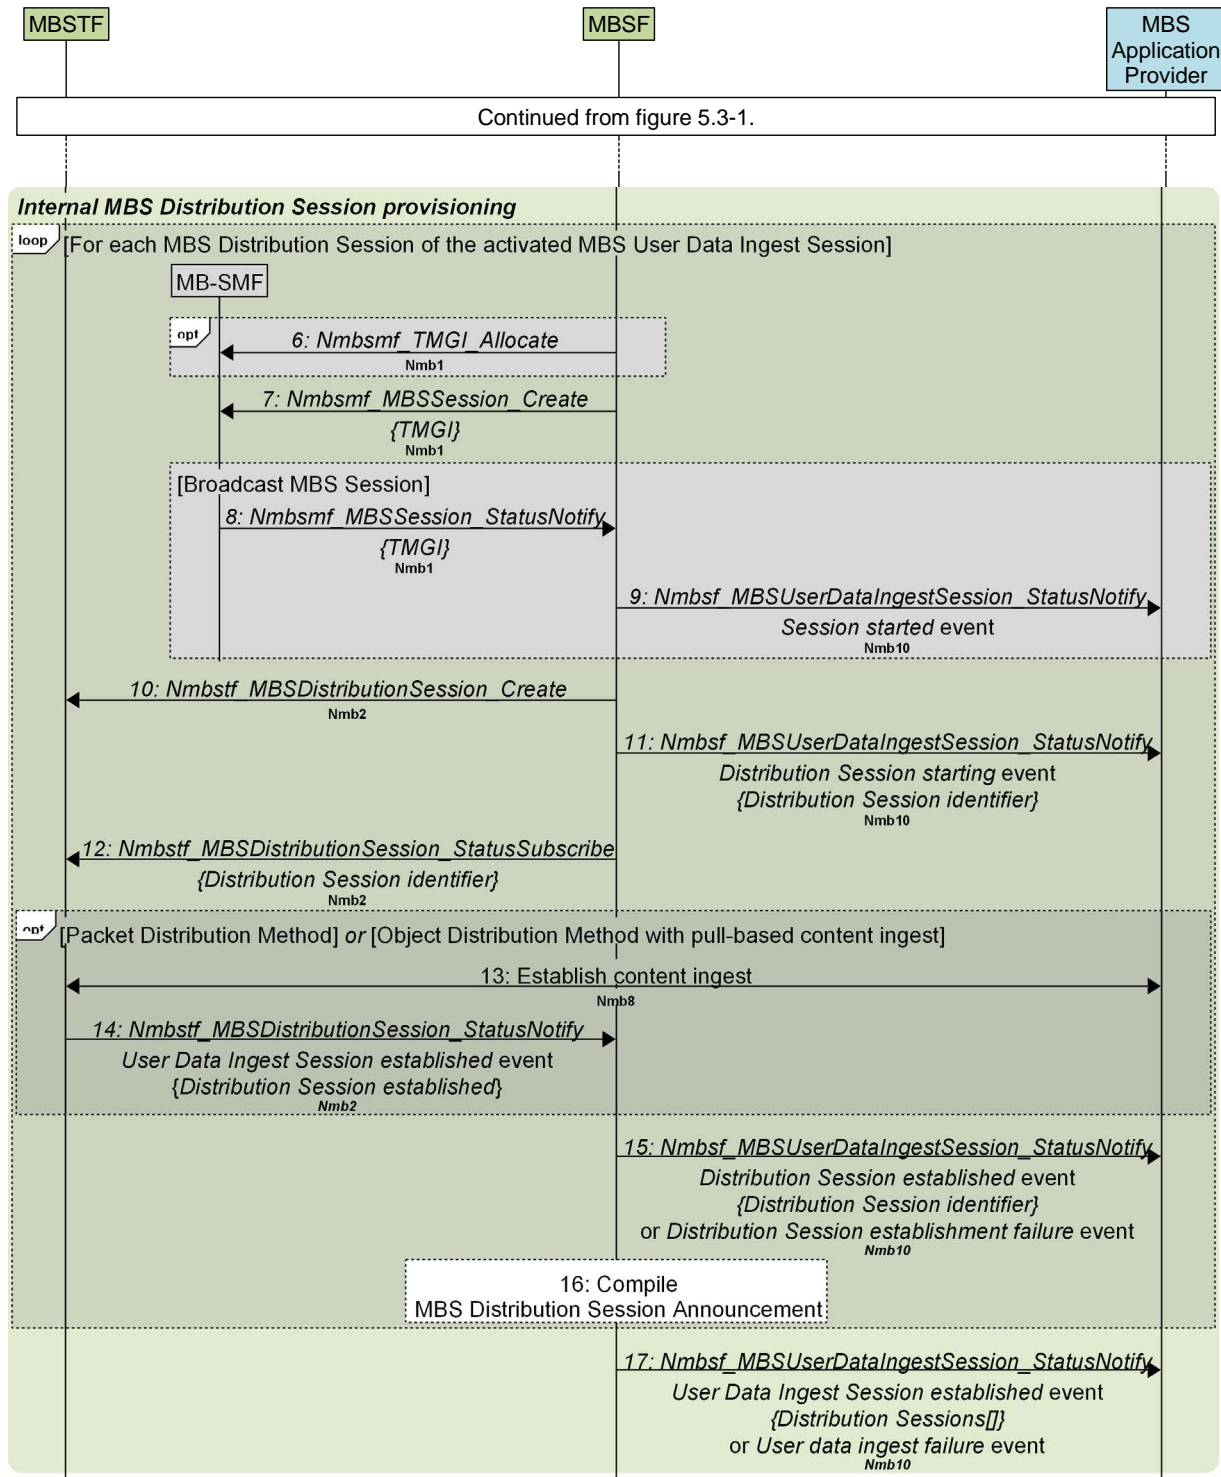 MBSTF
MBSF
MBS
Application
Provider
Continued from figure 5.3-1.
Internal MBS Distribution Session provisioning
loop
[For each MBS Distribution Session of the activated MBS User Data Ingest Session]
MB-SMF
opt
6: Nmbsmf_TMGI_Allocate
Nmb1
7: Nmbsmf_MBSSession_Create
{TMGI}
Nmb1
[Broadcast MBS Session]
8: Nmbsmf_MBSSession_StatusNotify
{TMGI}
Nmb1
9: Nmbsf_MBSUserDataIngestSession_StatusNotify
Session started event
Nmb10
10: Nmbstf_MBSDistributionSession_Create
Nmb2
11: Nmbsf_MBSUserDataIngestSession_StatusNotify
Distribution Session starting event
{Distribution Session identifier}
Nmb10
12: Nmbstf_MBSDistributionSession_StatusSubscribe
{Distribution Session identifier}
Nmb2
opt
[Packet Distribution Method] or [Object Distribution Method with pull-based content ingest]
13: Establish content ingest
Nmb8
14: Nmbstf_MBSDistributionSession_StatusNotify
User Data Ingest Session established event
{Distribution Session established}
Nmb2
15: Nmbsf_MBSUserDataIngestSession_StatusNotify
Distribution Session established event
{Distribution Session identifier}
or Distribution Session establishment failure event
Nmb10
16: Compile
MBS Distribution Session Announcement
17: Nmbsf_MBSUserDataIngestSession_StatusNotify
User Data Ingest Session established event
{Distribution Sessions[]}
or User data ingest failure event
Nmb10